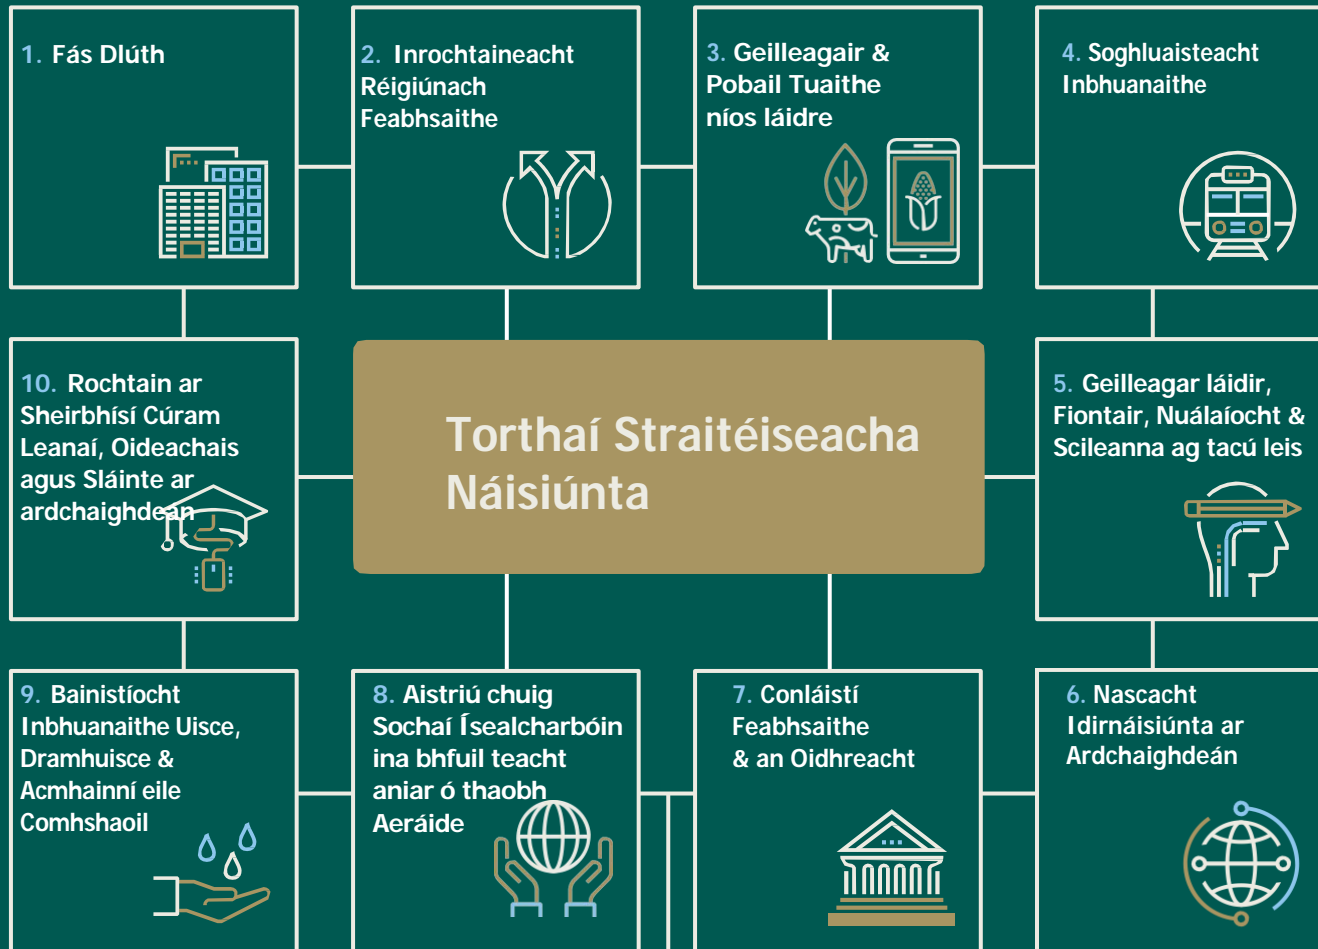 1. Fás Dlúth
2. Inrochtaineacht
Réigiúnach
Feabhsaithe
3. Geilleagair &
Pobail Tuaithe
níos láidre
4. Soghluaisteacht
Inbhuanaithe
10. Rochtain ar
Sheirbhísí Cúram
Leanaí, Oideachais
agus Sláinte ar
ardchaighdeán
Torthaí Straitéiseacha
Náisiúnta
5. Geilleagar láidir,
Fiontair, Nuálaíocht &
Scileanna ag tacú leis
9. Bainistíocht
Inbhuanaithe Uisce,
Dramhuisce &
Acmhainní eile
Comhshaoil
8. Aistriú chuig
Sochaí Ísealcharbóin
ina bhfuil teacht
aniar ó thaobh
Aeráide
7. Conláistí
Feabhsaithe
& an Oidhreacht
6. Nascacht
Idirnáisiúnta ar
Ardchaighdeán